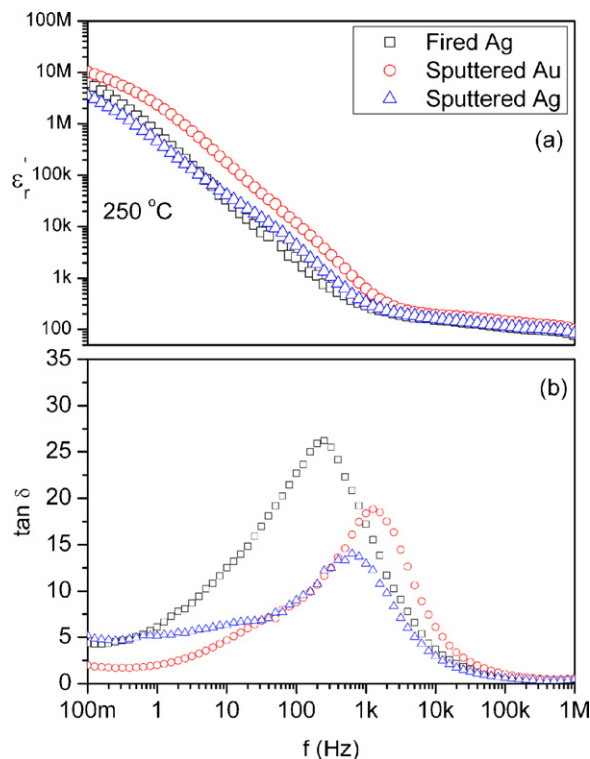 100M
10M
1M
100k
10k
1k
100
εr'
Fired Ag
Sputtered Au
Sputtered Ag
(a)
250 °C
35
30
25
20
15
10
5
0
tan δ
(b)
100m 1 10 100 1k 10k 100k 1M
f (Hz)